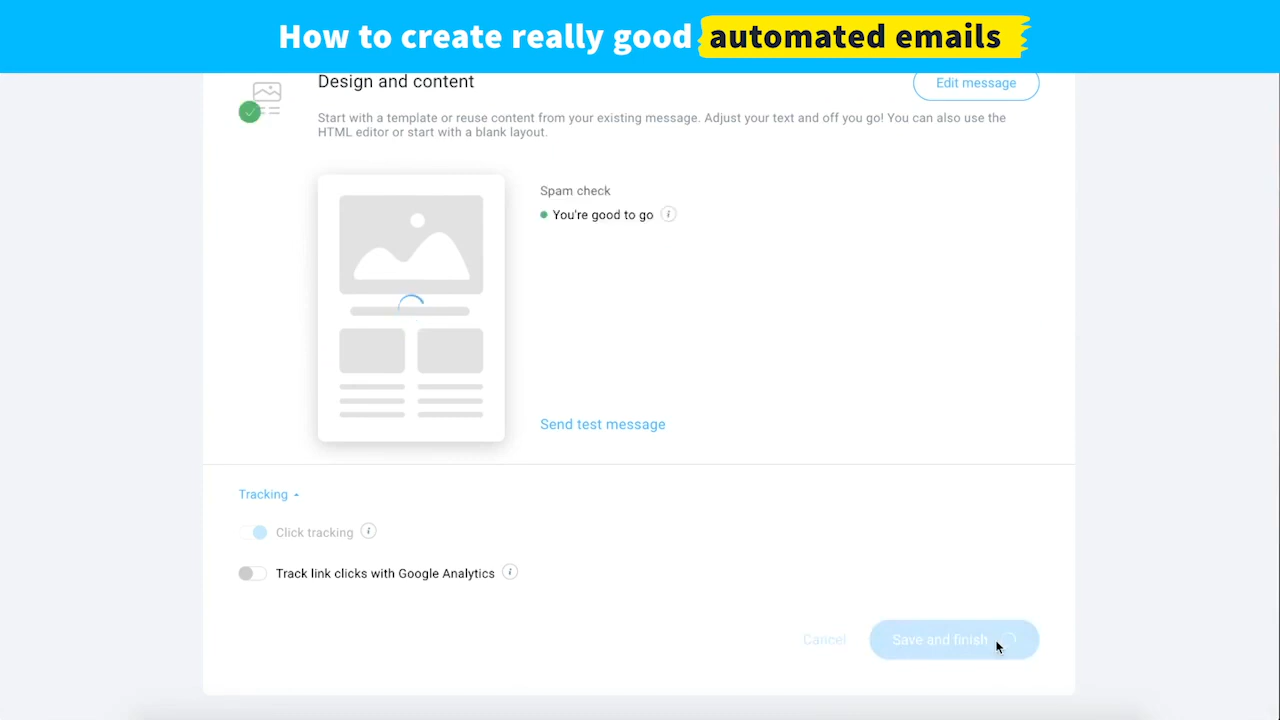 How to create really good automated emails
Design and content
Edit message
Start with a template or reuse content from your existing message. Adjust your text and off you go! You can also use the
HTML editor or start with a blank layout.
Spam check
You're good to go
Send test message
Tracking
Click tracking
Track link clicks with Google Analytics
Cancel
Save and finish